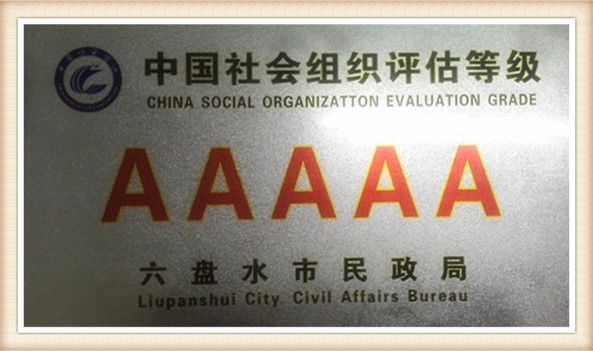 中国社会组织评估等级
CHINA SOCIAL ORGANIZATTON EVALUATION GRADE
AAAAA
六盘水市民政局
Liupanshui City Civil Affairs Bureau